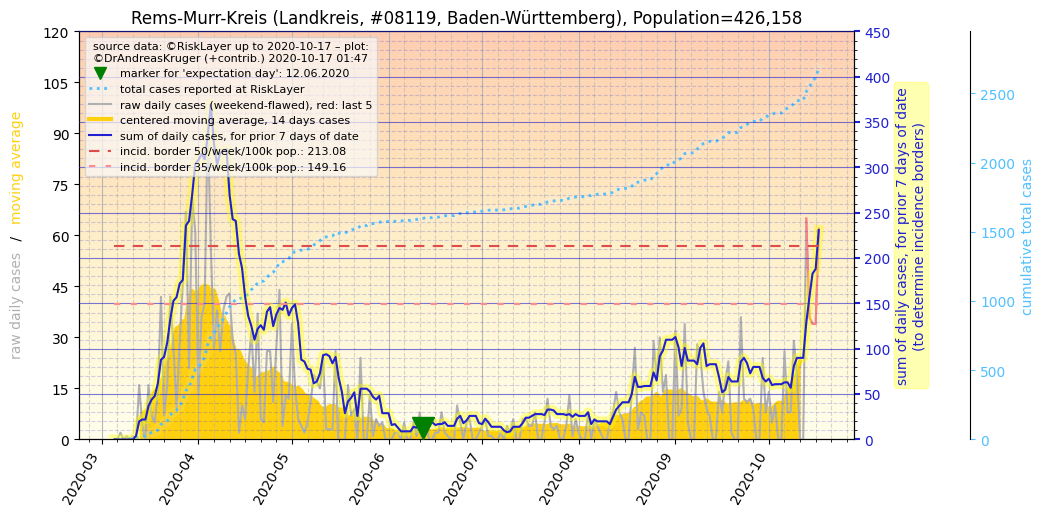 Rems-Murr-Kreis (Landkreis, #08119, Baden-Württemberg), Population=426,158
source data: ©RiskLayer up to 2020-10-17 – plot:
©DrAndreasKruger (+contrib.) 2020-10-17 01:47
marker for 'expectation day': 12.06.2020
total cases reported at RiskLayer
raw daily cases (weekend-flawed), red: last 5
centered moving average, 14 days cases
sum of daily cases, for prior 7 days of date
incid. border 50/week/100k pop.: 213.08
incid. border 35/week/100k pop.: 149.16
raw daily cases / moving average
120
105
90
75
60
45
30
15
0
2020-03
2020-04
2020-05
2020-06
2020-07
2020-08
2020-09
2020-10
450
400
350
300
250
200
150
100
50
0
sum of daily cases, for prior 7 days of date
(to determine incidence borders)
2500
2000
1500
1000
500
0
cumulative total cases